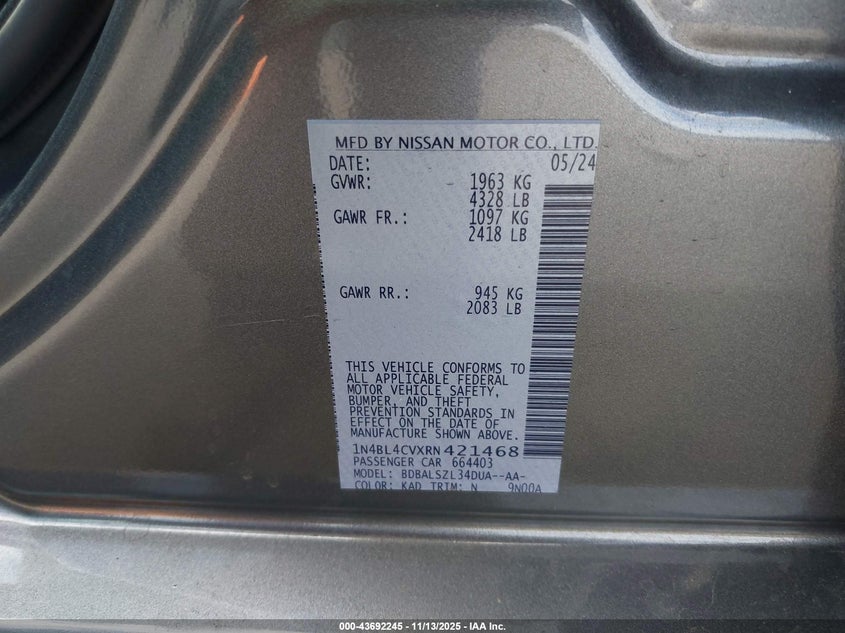 MFD BY NISSAN MOTOR CO., LTD.
DATE: 05/24
GVWR: 1963 KG
4328 LB
GAWR FR.: 1097 KG
2418 LB
GAWR RR.: 945 KG
2083 LB
THIS VEHICLE CONFORMS TO
ALL APPLICABLE FEDERAL
MOTOR VEHICLE SAFETY,
BUMPER, AND THEFT
PREVENTION STANDARDS IN
EFFECT ON THE DATE OF
MANUFACTURE SHOWN ABOVE.
1N4BL4CVXRN421468
PASSENGER CAR 664403
MODEL: BDBALSZL34DUA--AA-
COLOR: KAD TRIM: N 9N00A
000-43692245 - 11/13/2025 - IAA Inc.